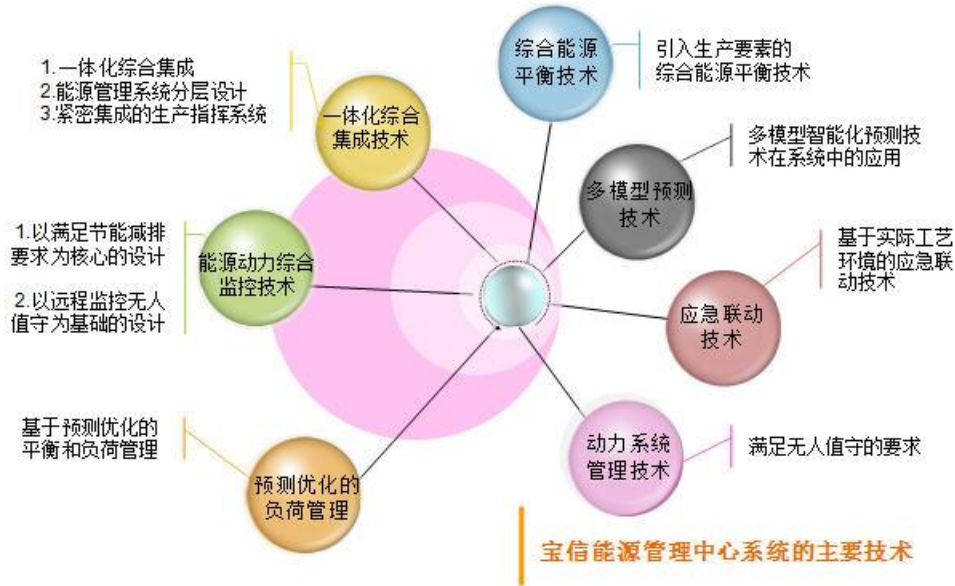 综合能源
平衡技术
引入生产要素的
综合能源平衡技术
1.一体化综合集成
2.能源管理系统分层设计
3.紧密集成的生产指挥系统
一体化综合
集成技术
多模型智能化预测技
术在系统中的应用
多模型预测
技术
1.以满足节能减排
要求为核心的设计
2.以远程监控无人
值守为基础的设计
能源动力综合
监控技术
基于实际工艺
环境的应急联
动技术
应急联动
技术
基于预测优化的
平衡和负荷管理
预测优化的
负荷管理
动力系统
管理技术
满足无人值守的要求
宝信能源管理中心系统的主要技术